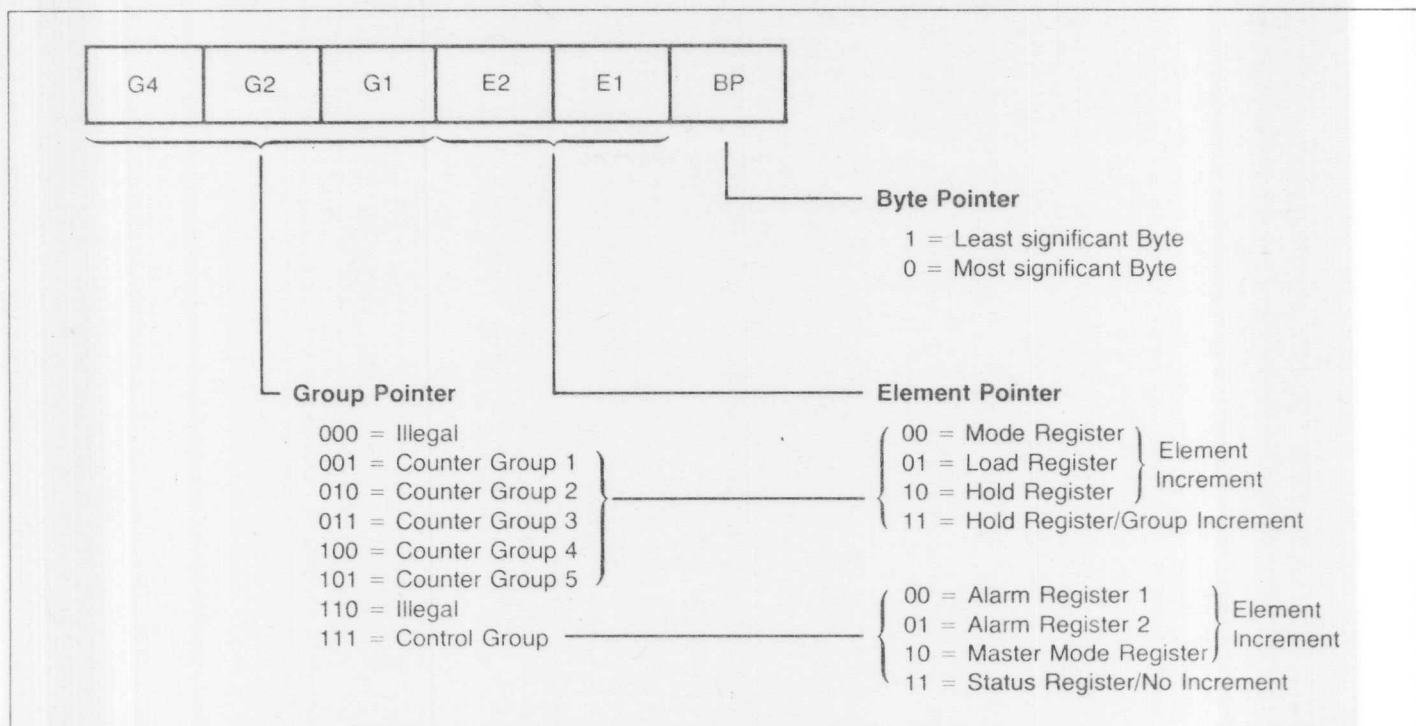 G4 G2 G1 E2 E1 BP
Byte Pointer
1 = Least significant Byte
0 = Most significant Byte
Group Pointer
000 = Illegal
001 = Counter Group 1
010 = Counter Group 2
011 = Counter Group 3
100 = Counter Group 4
101 = Counter Group 5
110 = Illegal
111 = Control Group
Element Pointer
00 = Mode Register
01 = Load Register
10 = Hold Register
11 = Hold Register/Group Increment
Element
Increment
00 = Alarm Register 1
01 = Alarm Register 2
10 = Master Mode Register
11 = Status Register/No Increment
Element
Increment